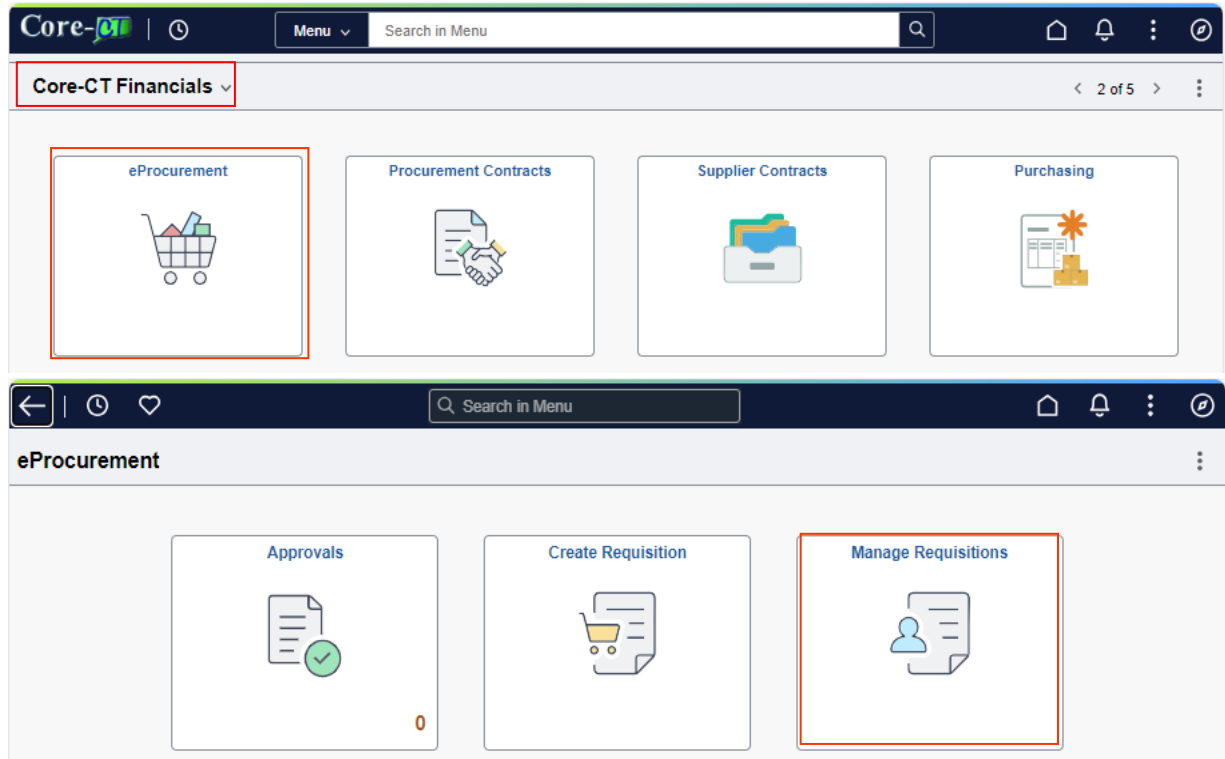 Core-CT Menu Search in Menu
Core-CT Financials 2 of 5
eProcurement Procurement Contracts Supplier Contracts Purchasing
Search in Menu
eProcurement
Approvals Create Requisition Manage Requisitions
0